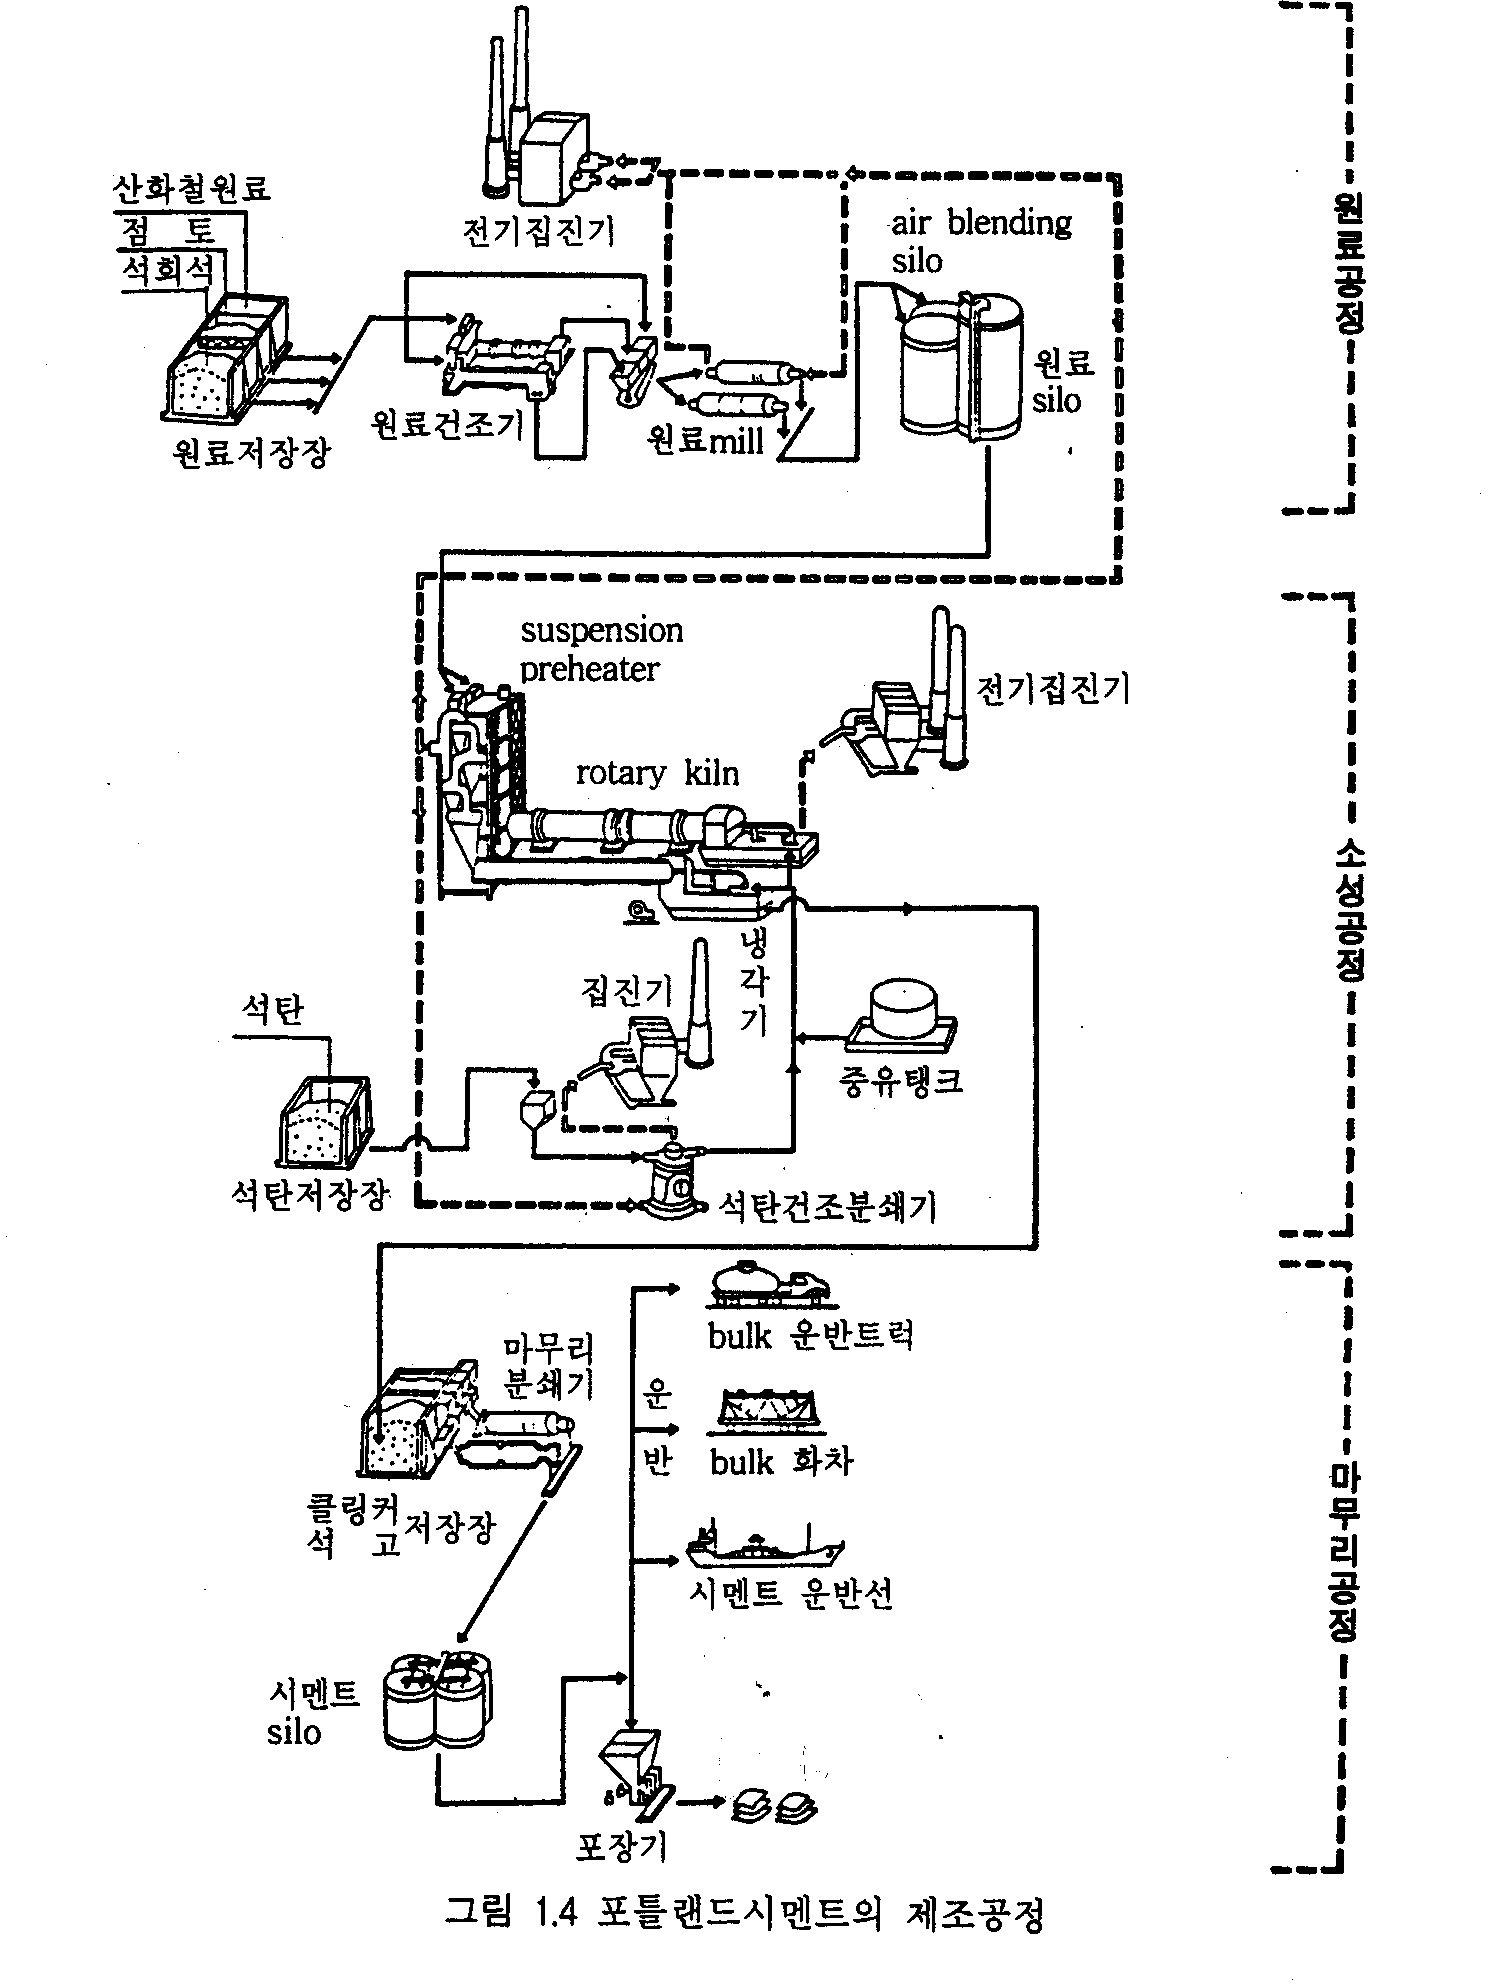 산화철원료
점 토
석회석
원료저장장
전기집진기
원료건조기
원료mill
air blending
silo
원료
silo
원료공정
suspension
preheater
rotary kiln
전기집진기
냉각기
집진기
석탄
석탄저장장
중유탱크
석탄건조분쇄기
소성공정
마무리
분쇄기
클링커
석 고
저장장
운반
bulk 운반트럭
bulk 화차
시멘트 운반선
시멘트
silo
포장기
마무리공정
그림 1.4 포틀랜드시멘트의 제조공정